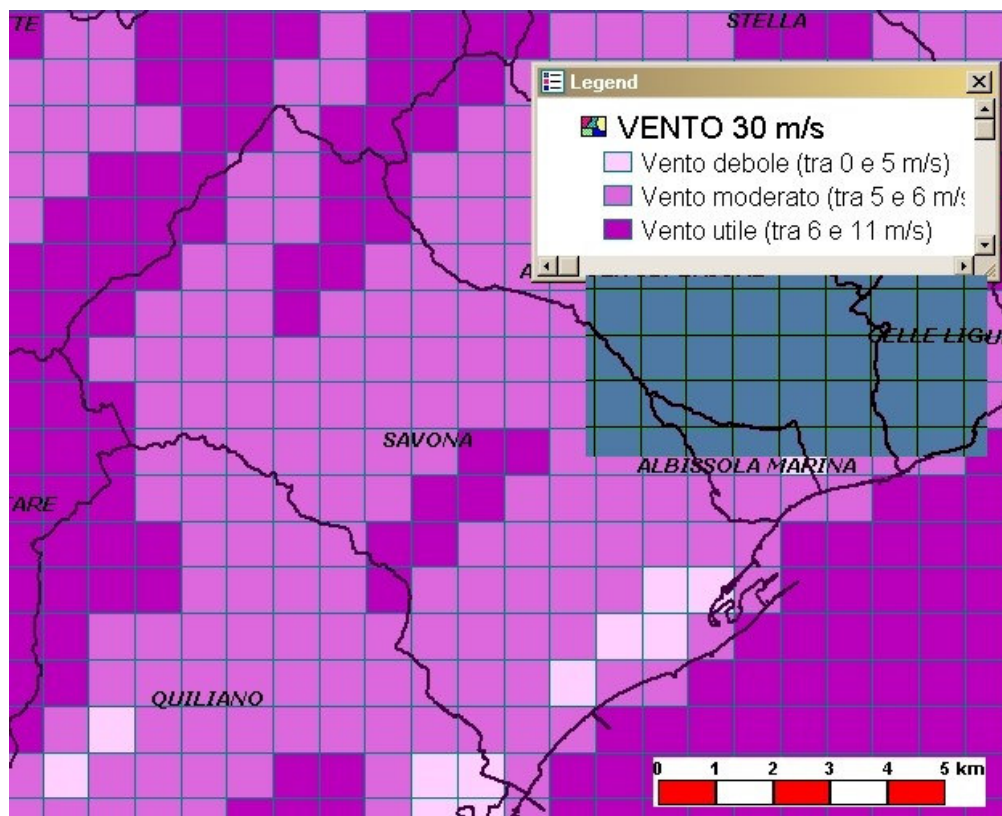 TE
STELLA
Legend
VENTO 30 m/s
Vento debole (tra 0 e 5 m/s)
Vento moderato (tra 5 e 6 m/s
Vento utile (tra 6 e 11 m/s)
CELLE LIGU
SAVONA
ALBISSOLA MARINA
ARE
QUILIANO
0 1 2 3 4 5 km